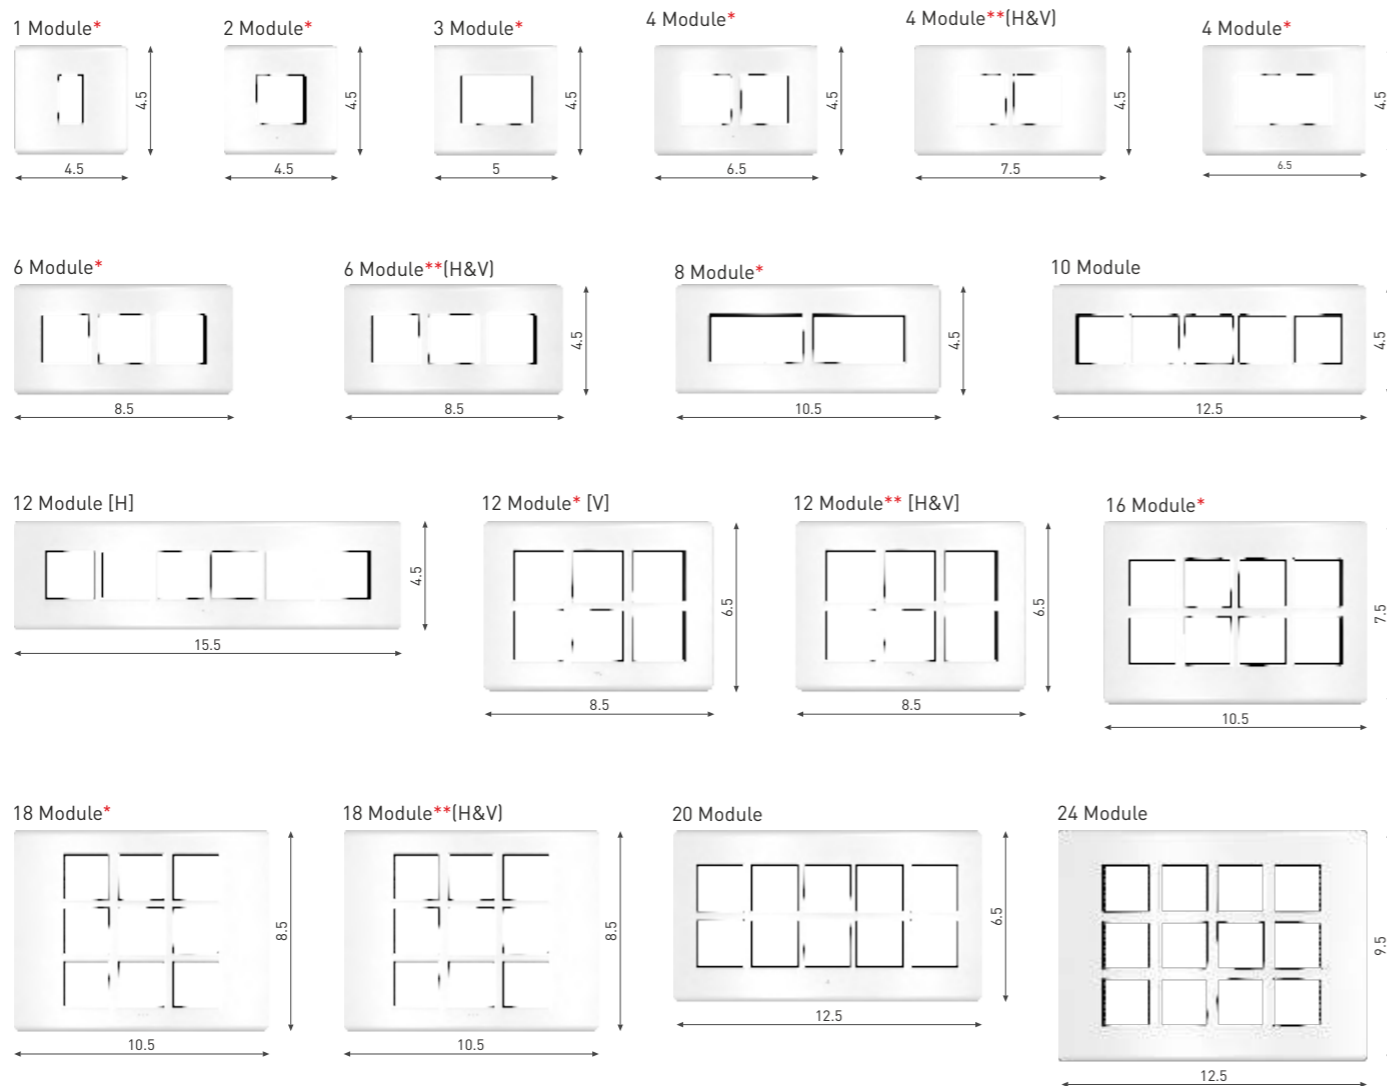 1 Module*
2 Module*
3 Module*
4 Module*
4 Module**(H&V)
4 Module*
4.5
4.5
4.5
4.5
4.5
4.5
4.5
4.5
5
6.5
7.5
6.5
6 Module*
6 Module**(H&V)
8 Module*
10 Module
4.5
4.5
4.5
8.5
8.5
10.5
12.5
12 Module [H]
12 Module* [V]
12 Module** [H&V]
16 Module*
4.5
6.5
6.5
7.5
15.5
8.5
8.5
10.5
18 Module*
18 Module**(H&V)
20 Module
24 Module
8.5
8.5
6.5
9.5
10.5
10.5
12.5
12.5